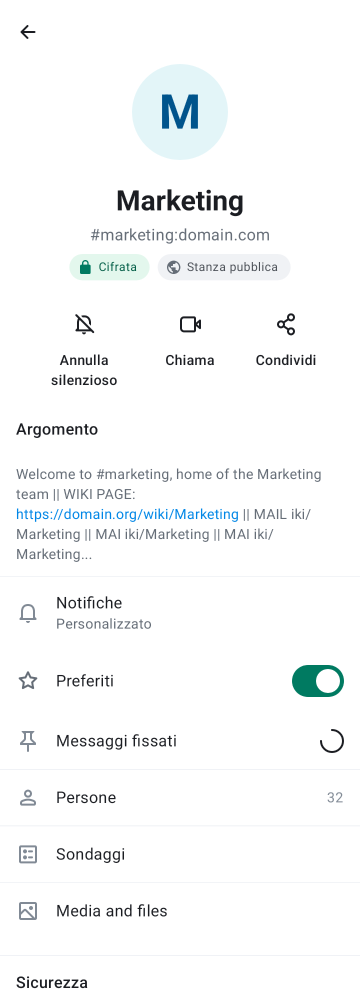 M
Marketing
#marketing:domain.com
Cifrata
Stanza pubblica
Annulla
silenzioso
Chiama
Condividi
Argomento
Welcome to #marketing, home of the Marketing
team || WIKI PAGE:
https://domain.org/wiki/Marketing || MAIL iki/
Marketing || MAI iki/Marketing || MAI iki/
Marketing...
Notifiche
Personalizzato
Preferiti
Messaggi fissati
Persone
32
Sondaggi
Media and files
Sicurezza